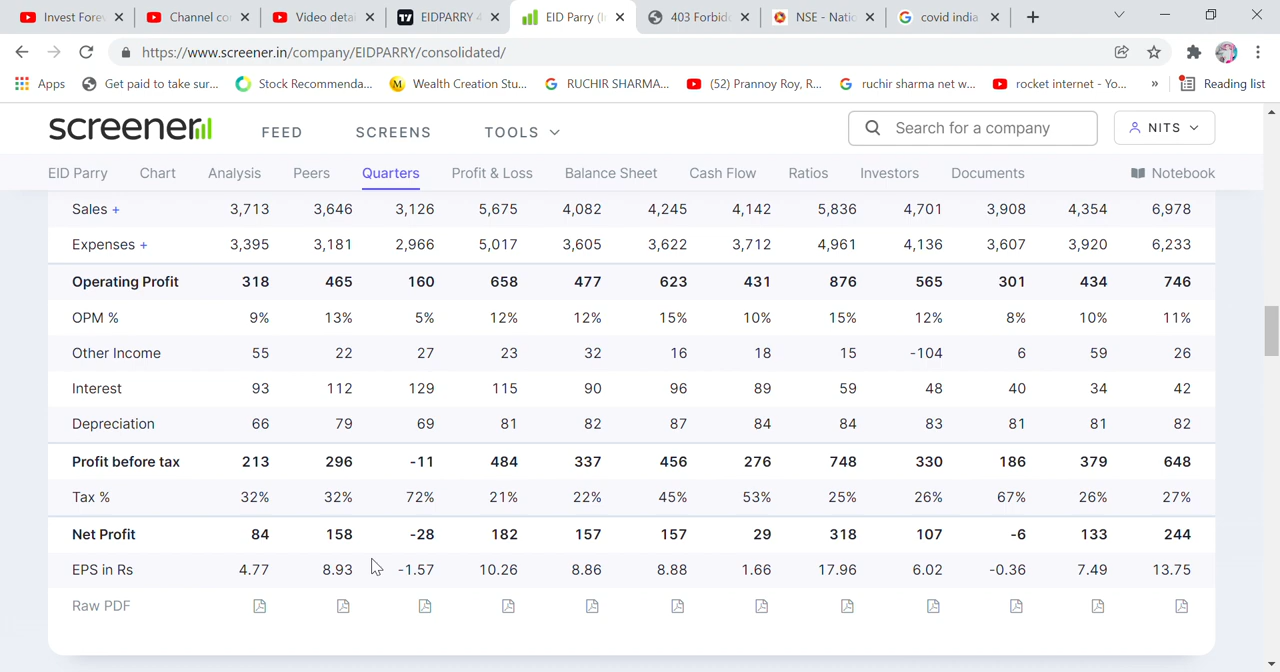 Invest Forev Channel co Video detai EIDPARRY 4 EID Parry (I 403 Forbid NSE - Natio covid india
https://www.screener.in/company/EIDPARRY/consolidated/
Apps Get paid to take sur... Stock Recommenda... M Wealth Creation Stu... RUCHIR SHARMA... (52) Prannoy Roy, R... ruchir sharma net w... rocket internet - Yo... » Reading list
screener FEED SCREENS TOOLS Search for a company NITS
EID Parry Chart Analysis Peers Quarters Profit & Loss Balance Sheet Cash Flow Ratios Investors Documents Notebook
Sales + 3,713 3,646 3,126 5,675 4,082 4,245 4,142 5,836 4,701 3,908 4,354 6,978
Expenses + 3,395 3,181 2,966 5,017 3,605 3,622 3,712 4,961 4,136 3,607 3,920 6,233
Operating Profit 318 465 160 658 477 623 431 876 565 301 434 746
OPM % 9% 13% 5% 12% 12% 15% 10% 15% 12% 8% 10% 11%
Other Income 55 22 27 23 32 16 18 15 -104 6 59 26
Interest 93 112 129 115 90 96 89 59 48 40 34 42
Depreciation 66 79 69 81 82 87 84 84 83 81 81 82
Profit before tax 213 296 -11 484 337 456 276 748 330 186 379 648
Tax % 32% 32% 72% 21% 22% 45% 53% 25% 26% 67% 26% 27%
Net Profit 84 158 -28 182 157 157 29 318 107 -6 133 244
EPS in Rs 4.77 8.93 -1.57 10.26 8.86 8.88 1.66 17.96 6.02 -0.36 7.49 13.75
Raw PDF